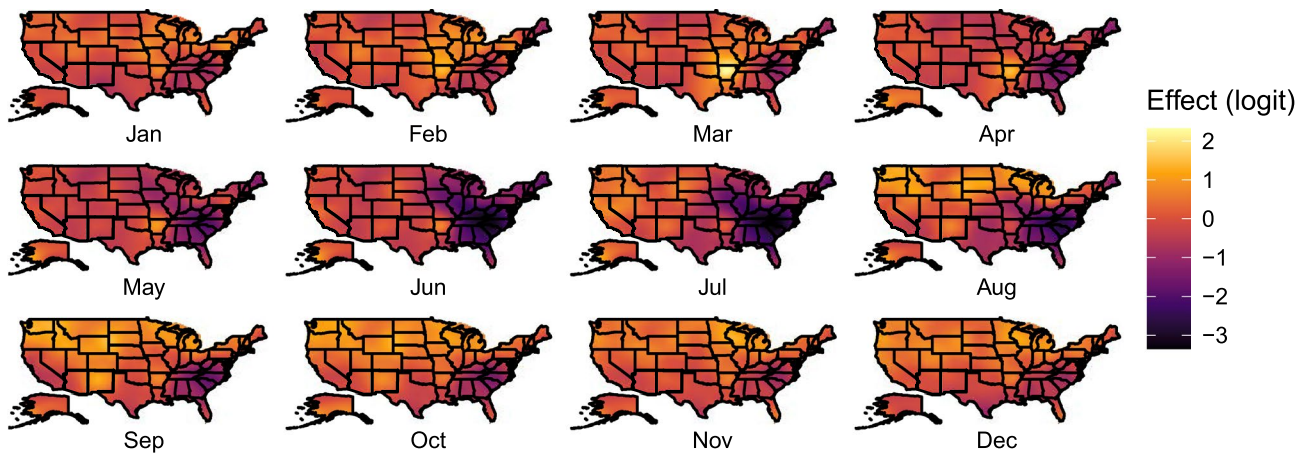 Jan
Feb
Mar
Apr
May
Jun
Jul
Aug
Sep
Oct
Nov
Dec
Effect (logit)
2
1
0
−1
−2
−3